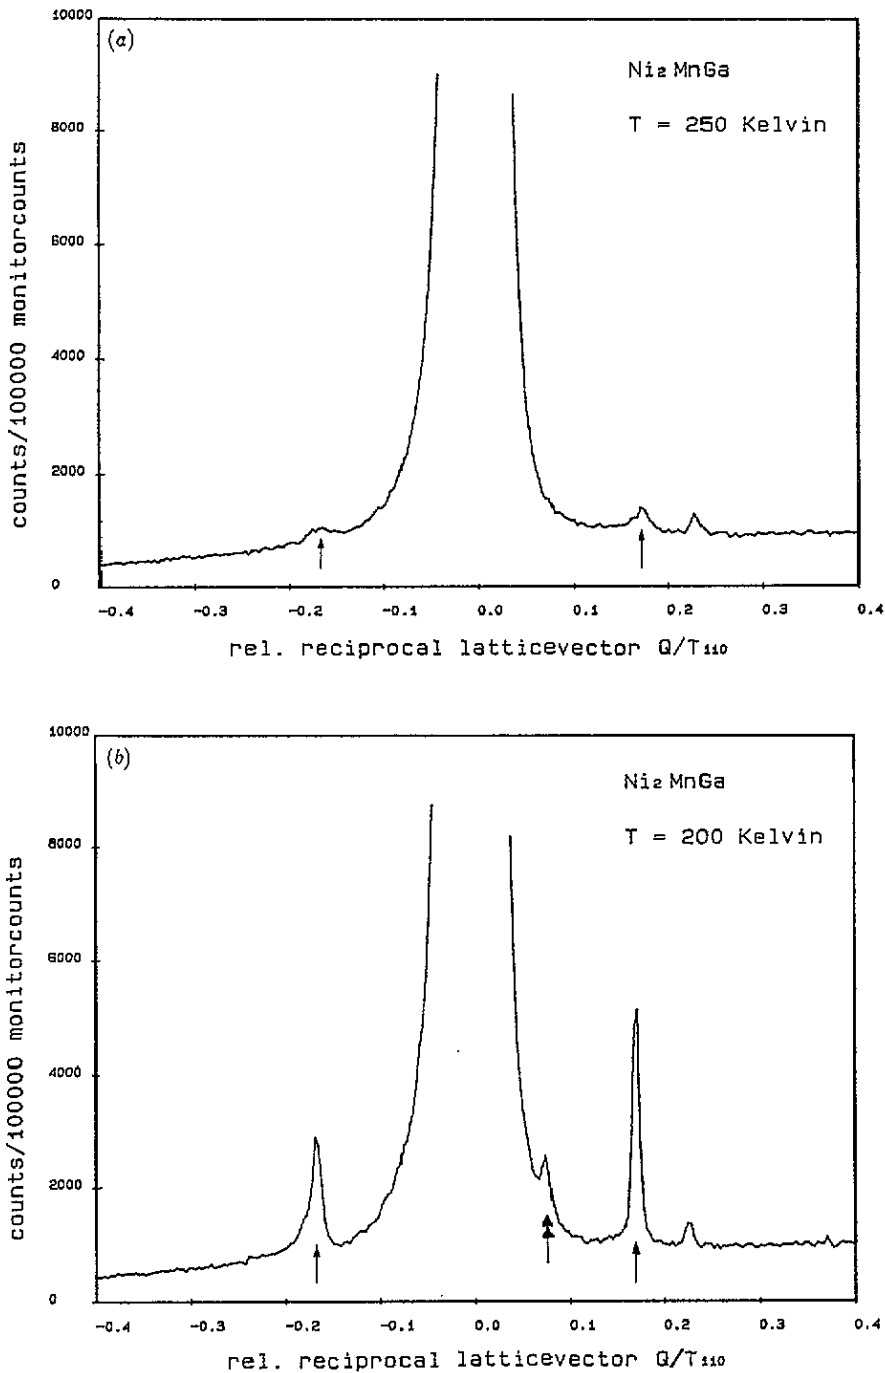 (a)
Ni₂MnGa
T = 250 Kelvin
counts/100000 monitorcounts
10000
8000
6000
4000
2000
0
-0.4 -0.3 -0.2 -0.1 0.0 0.1 0.2 0.3 0.4
rel. reciprocal latticevector Q/T₁₁₀
(b)
Ni₂MnGa
T = 200 Kelvin
counts/100000 monitorcounts
10000
8000
6000
4000
2000
0
-0.4 -0.3 -0.2 -0.1 0.0 0.1 0.2 0.3 0.4
rel. reciprocal latticevector Q/T₁₁₀